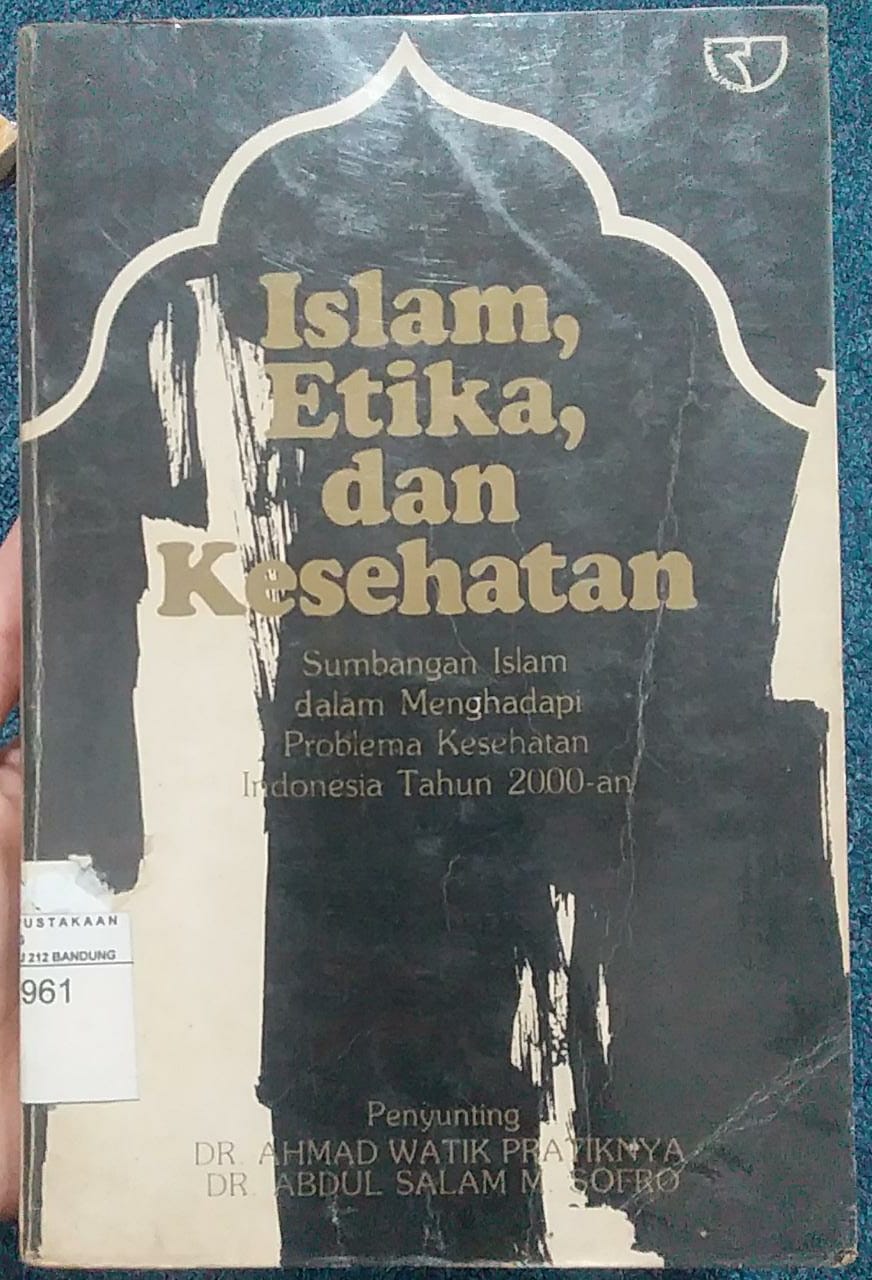 Islam,
Etika,
dan
Kesehatan
Sumbangan Islam
dalam Menghadapi
Problema Kesehatan
Indonesia Tahun 2000-an
USTAKAAN
G
212 BANDUNG
961
Penyunting
DR. AHMAD WATIK PRATIKNYA
DR. ABDUL SALAM M. SOFRO